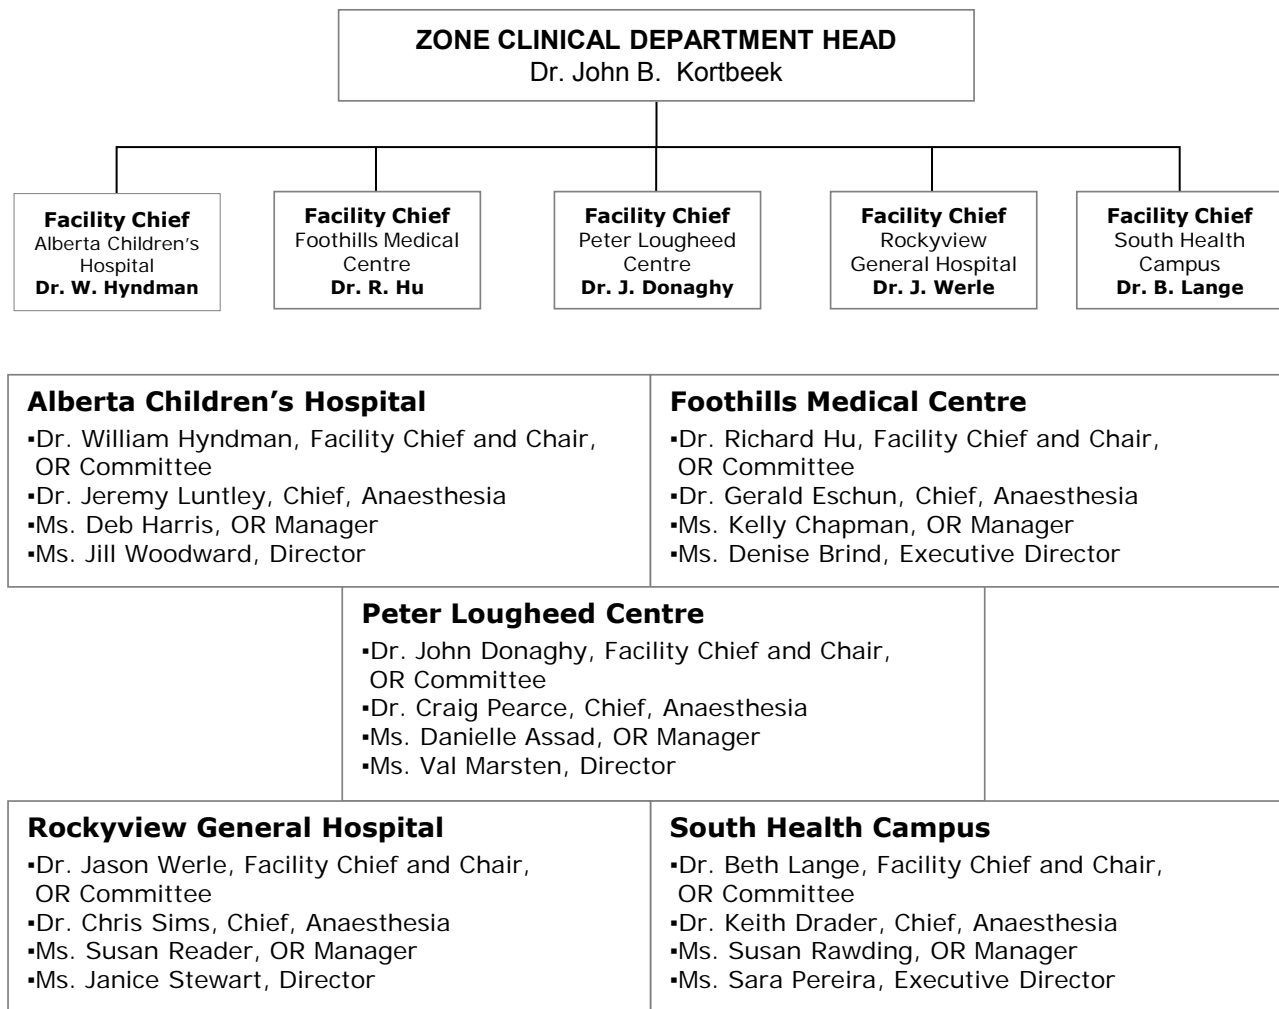 ZONE CLINICAL DEPARTMENT HEAD
Dr. John B. Kortbeek
Facility Chief
Alberta Children's
Hospital
Dr. W. Hyndman
Facility Chief
Foothills Medical
Centre
Dr. R. Hu
Facility Chief
Peter Lougheed
Centre
Dr. J. Donaghy
Facility Chief
Rockyview
General Hospital
Dr. J. Werle
Facility Chief
South Health
Campus
Dr. B. Lange
Alberta Children’s Hospital
▪Dr. William Hyndman, Facility Chief and Chair,
OR Committee
▪Dr. Jeremy Luntley, Chief, Anaesthesia
▪Ms. Deb Harris, OR Manager
▪Ms. Jill Woodward, Director
Foothills Medical Centre
▪Dr. Richard Hu, Facility Chief and Chair,
OR Committee
▪Dr. Gerald Eschun, Chief, Anaesthesia
▪Ms. Kelly Chapman, OR Manager
▪Ms. Denise Brind, Executive Director
Peter Lougheed Centre
▪Dr. John Donaghy, Facility Chief and Chair,
OR Committee
▪Dr. Craig Pearce, Chief, Anaesthesia
▪Ms. Danielle Assad, OR Manager
▪Ms. Val Marsten, Director
Rockyview General Hospital
▪Dr. Jason Werle, Facility Chief and Chair,
OR Committee
▪Dr. Chris Sims, Chief, Anaesthesia
▪Ms. Susan Reader, OR Manager
▪Ms. Janice Stewart, Director
South Health Campus
▪Dr. Beth Lange, Facility Chief and Chair,
OR Committee
▪Dr. Keith Drader, Chief, Anaesthesia
▪Ms. Susan Rawding, OR Manager
▪Ms. Sara Pereira, Executive Director